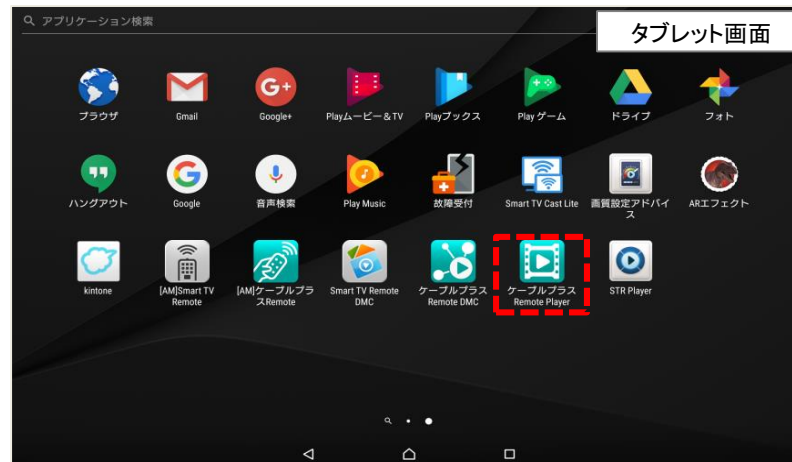 アプリケーション検索
タブレット画面
ブラウザ
Gmail
G+
Google+
Playムービー＆TV
Playブックス
Play ゲーム
ドライブ
フォト
ハングアウト
G
Google
音声検索
Play Music
故障受付
Smart TV Cast Lite
画質設定アドバイ
ス
ARエフェクト
kintone
[AM]Smart TV
Remote
[AM]ケーブルプラ
スRemote
Smart TV Remote
DMC
ケーブルプラス
Remote DMC
ケーブルプラス
Remote Player
STR Player